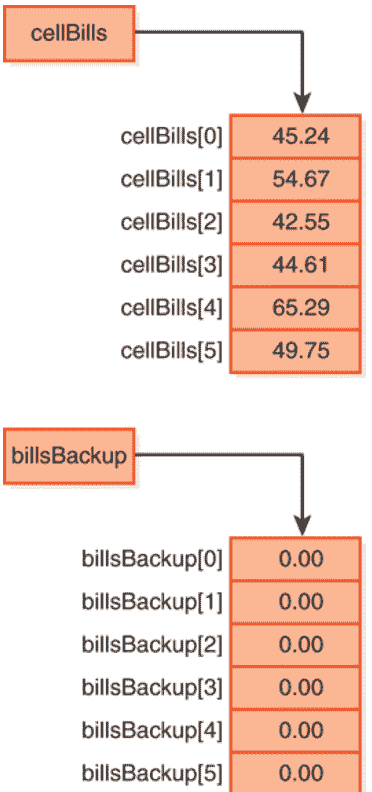 cellBills
cellBills[0] 45.24
cellBills[1] 54.67
cellBills[2] 42.55
cellBills[3] 44.61
cellBills[4] 65.29
cellBills[5] 49.75
billsBackup
billsBackup[0] 0.00
billsBackup[1] 0.00
billsBackup[2] 0.00
billsBackup[3] 0.00
billsBackup[4] 0.00
billsBackup[5] 0.00